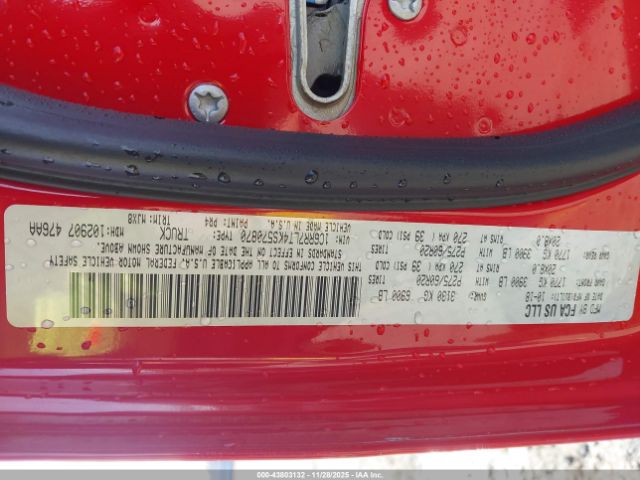 MFD BY FCA US LLC
DATE OF MFR 10-18 GVWR: 3130 KG 6900 LB
GAWR FRONT: 1770 KG 3900 LB WITH TIRES P275/60R20
20X8.0 RIMS AT 270 KPA( 39 PSI) COLD
GAWR REAR: 1770 KG 3900 LB WITH TIRES P275/60R20
20X8.0 RIMS AT 270 KPA( 39 PSI) COLD
THIS VEHICLE CONFORMS TO ALL APPLICABLE U.S.A. FEDERAL MOTOR VEHICLE SAFETY
STANDARDS IN EFFECT ON THE DATE OF MANUFACTURE SHOWN ABOVE.
VIN: 1C6RR7LT4KS570870 TYPE: TRUCK MDH: 102907 476AA
VEHICLE MADE IN U.S.A. PAINT: PR4 TRIM: MJX8
000-43803132 - 11/28/2025 - IAAI.COM